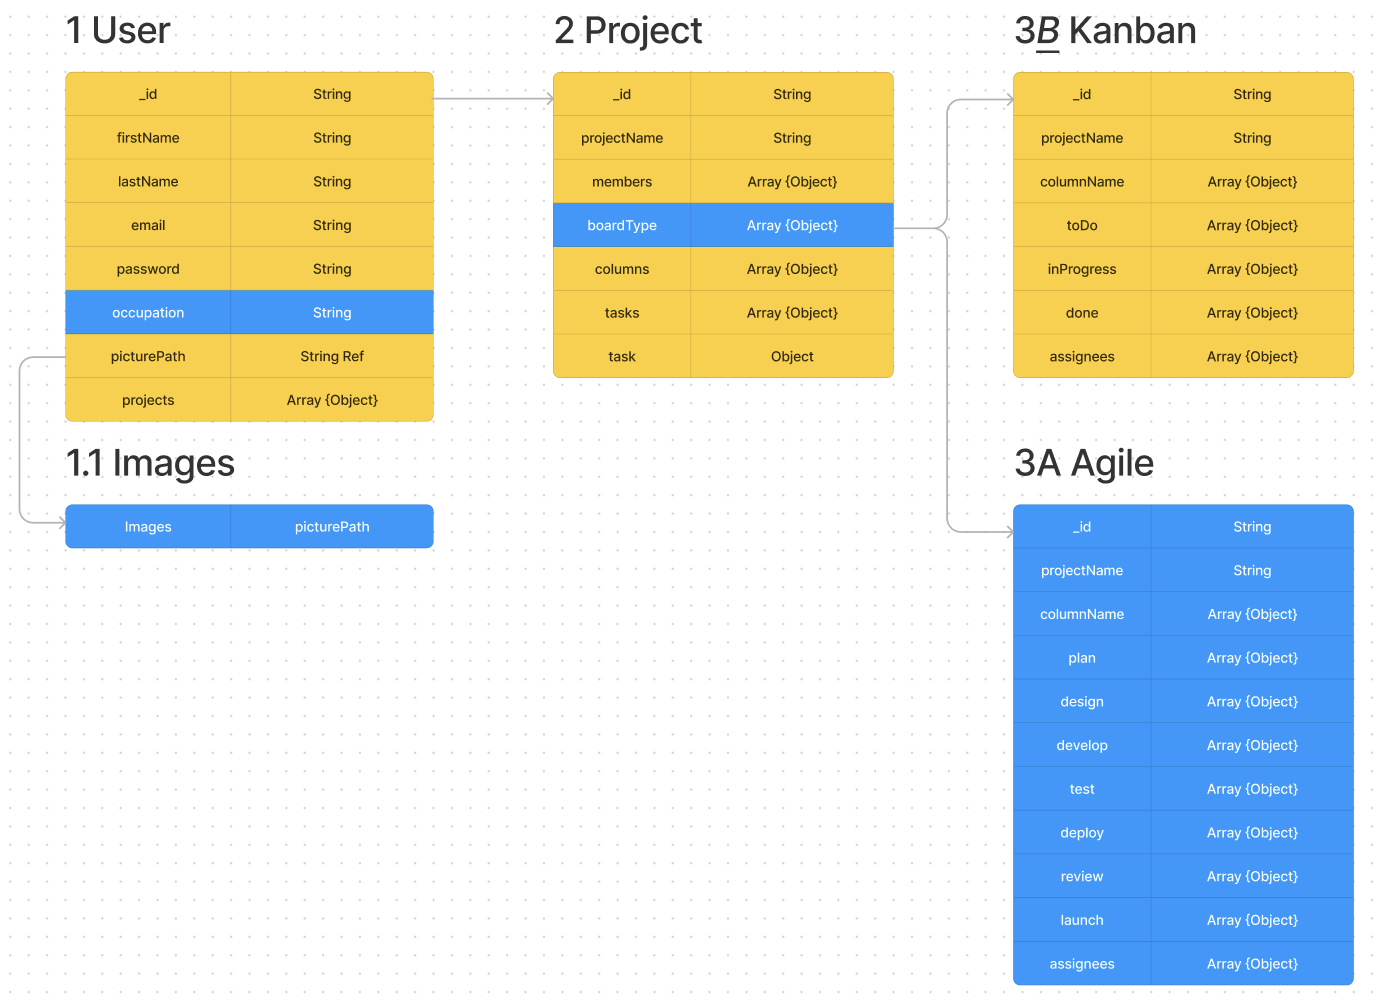 1 User
_id String
firstName String
lastName String
email String
password String
occupation String
picturePath String Ref
projects Array {Object}
1.1 Images
Images picturePath
2 Project
_id String
projectName String
members Array {Object}
boardType Array {Object}
columns Array {Object}
tasks Array {Object}
task Object
3B Kanban
_id String
projectName String
columnName Array {Object}
toDo Array {Object}
inProgress Array {Object}
done Array {Object}
assignees Array {Object}
3A Agile
_id String
projectName String
columnName Array {Object}
plan Array {Object}
design Array {Object}
develop Array {Object}
test Array {Object}
deploy Array {Object}
review Array {Object}
launch Array {Object}
assignees Array {Object}